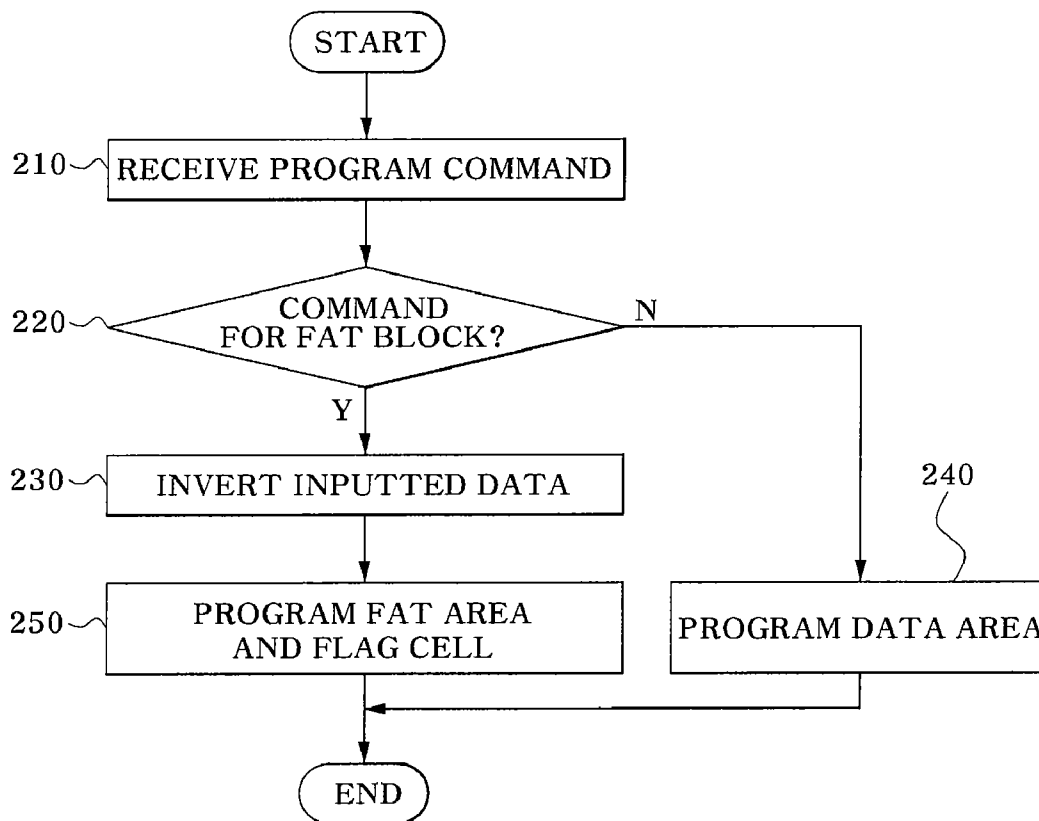 START
210
RECEIVE PROGRAM COMMAND
220
COMMAND
FOR FAT BLOCK?
N
Y
230
INVERT INPUTTED DATA
240
250
PROGRAM FAT AREA
AND FLAG CELL
PROGRAM DATA AREA
END